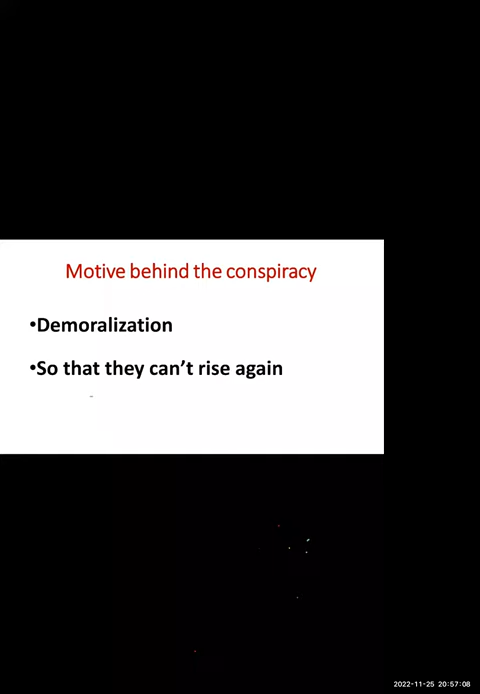 Motive behind the conspiracy
•Demoralization
•So that they can’t rise again
2022-11-25 20:57:08